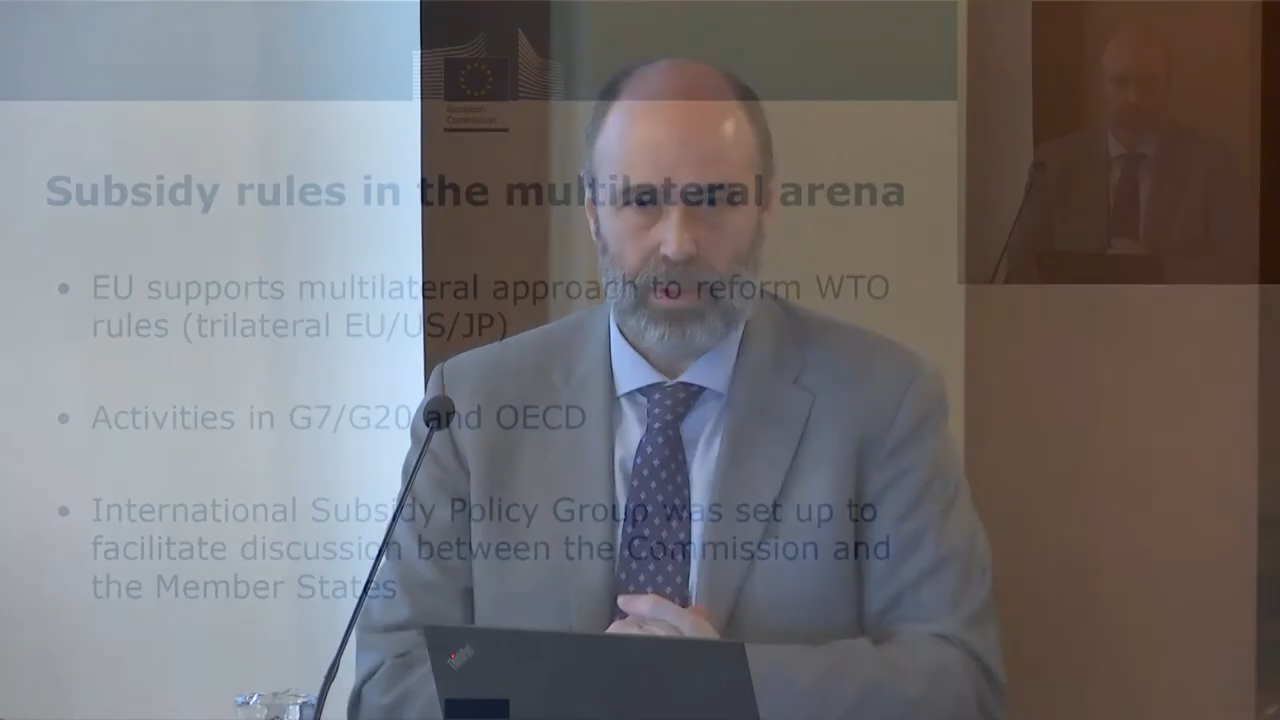 European
Commission
Subsidy rules in the multilateral arena
• EU supports multilateral approach to reform WTO
rules (trilateral EU/US/JP)
• Activities in G7/G20 and OECD
• International Subsidy Policy Group was set up to
facilitate discussion between the Commission and
the Member States
ThinkPad